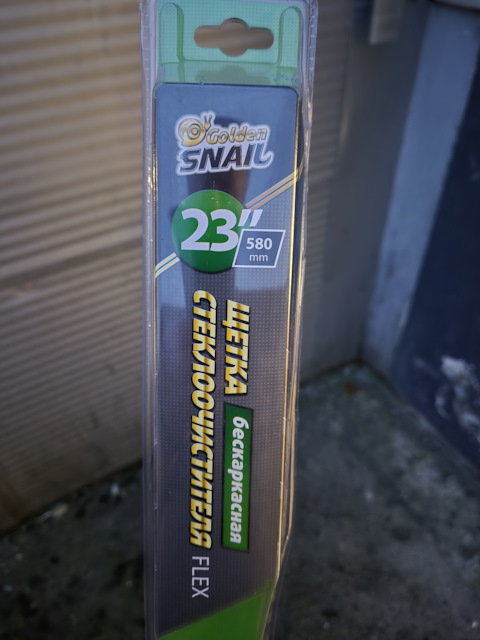 Golden
SNAIL
23"
580
mm
ЩЕТКА бескаркасная
СТЕКЛООЧИСТИТЕЛЯ FLEX